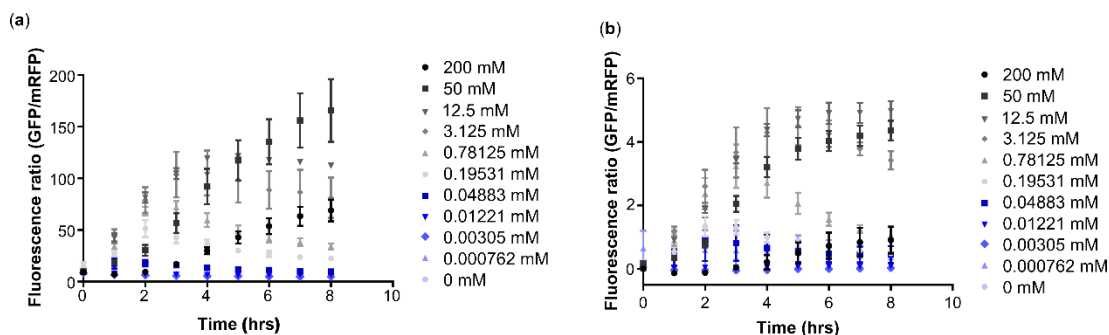 (a)
Fluorescence ratio (GFP/mRFP)
200
150
100
50
0
0 2 4 6 8 10
Time (hrs)
200 mM
50 mM
12.5 mM
3.125 mM
0.78125 mM
0.19531 mM
0.04883 mM
0.01221 mM
0.00305 mM
0.000762 mM
0 mM
(b)
Fluorescence ratio (GFP/mRFP)
6
4
2
0
0 2 4 6 8 10
Time (hrs)
200 mM
50 mM
12.5 mM
3.125 mM
0.78125 mM
0.19531 mM
0.04883 mM
0.01221 mM
0.00305 mM
0.000762 mM
0 mM